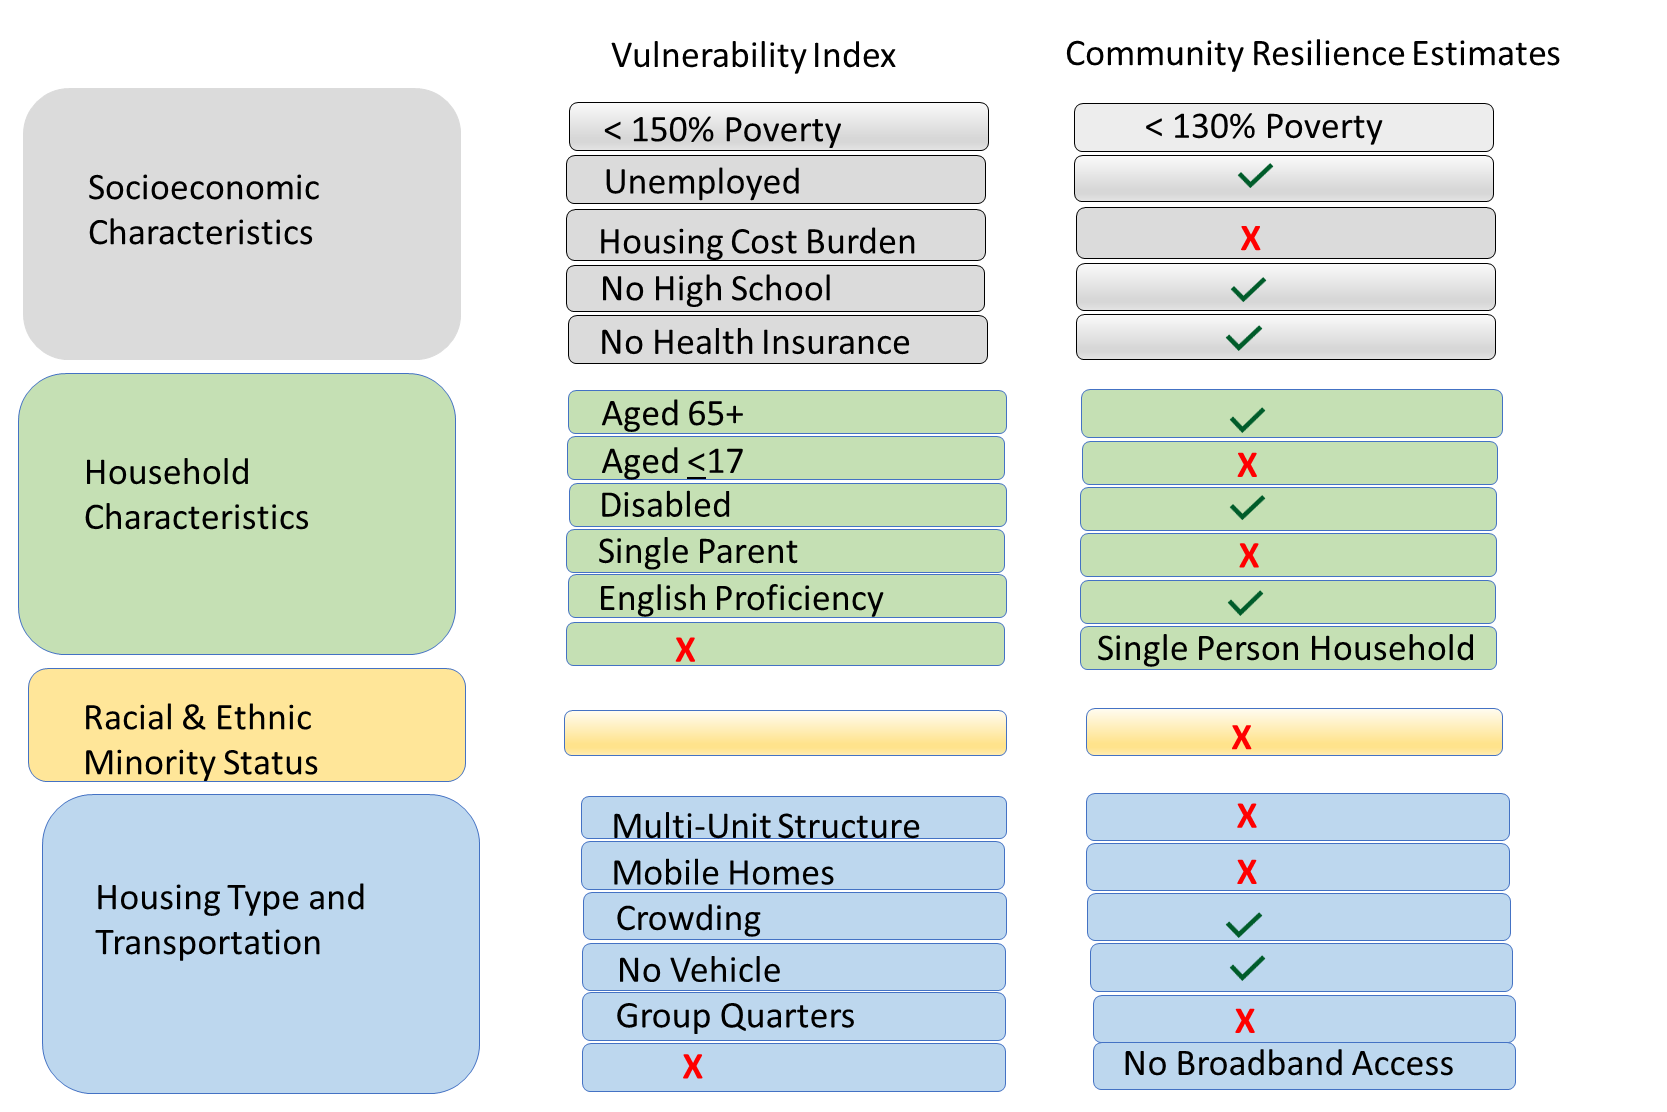 Vulnerability Index
Community Resilience Estimates
Socioeconomic
Characteristics
< 150% Poverty
< 130% Poverty
Unemployed
✓
Housing Cost Burden
X
No High School
✓
No Health Insurance
✓
Household
Characteristics
Aged 65+
✓
Aged <17
X
Disabled
✓
Single Parent
X
English Proficiency
✓
X
Single Person Household
Racial & Ethnic
Minority Status
X
Housing Type and
Transportation
Multi-Unit Structure
X
Mobile Homes
X
Crowding
✓
No Vehicle
✓
Group Quarters
X
X
No Broadband Access